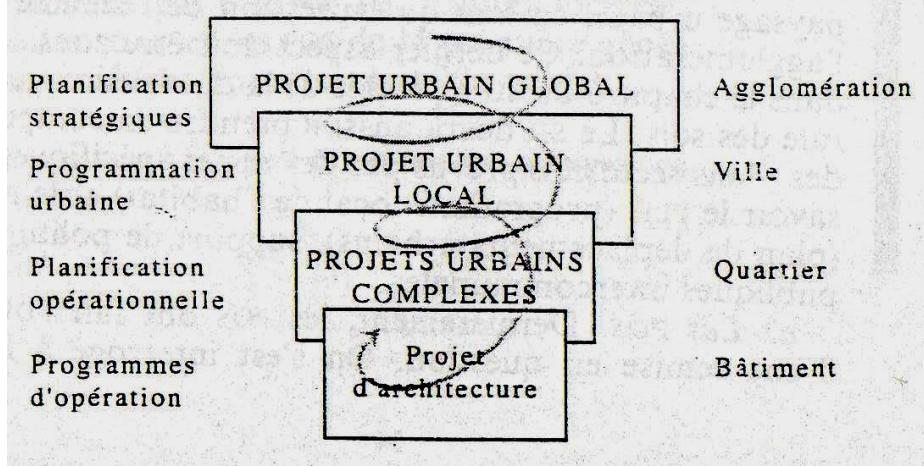 Planification
stratégiques
PROJET URBAIN GLOBAL
Agglomération
Programmation
urbaine
PROJET URBAIN
LOCAL
Ville
Planification
opérationnelle
PROJETS URBAINS
COMPLEXES
Quartier
Programmes
d'opération
Projet
d'architecture
Bâtiment